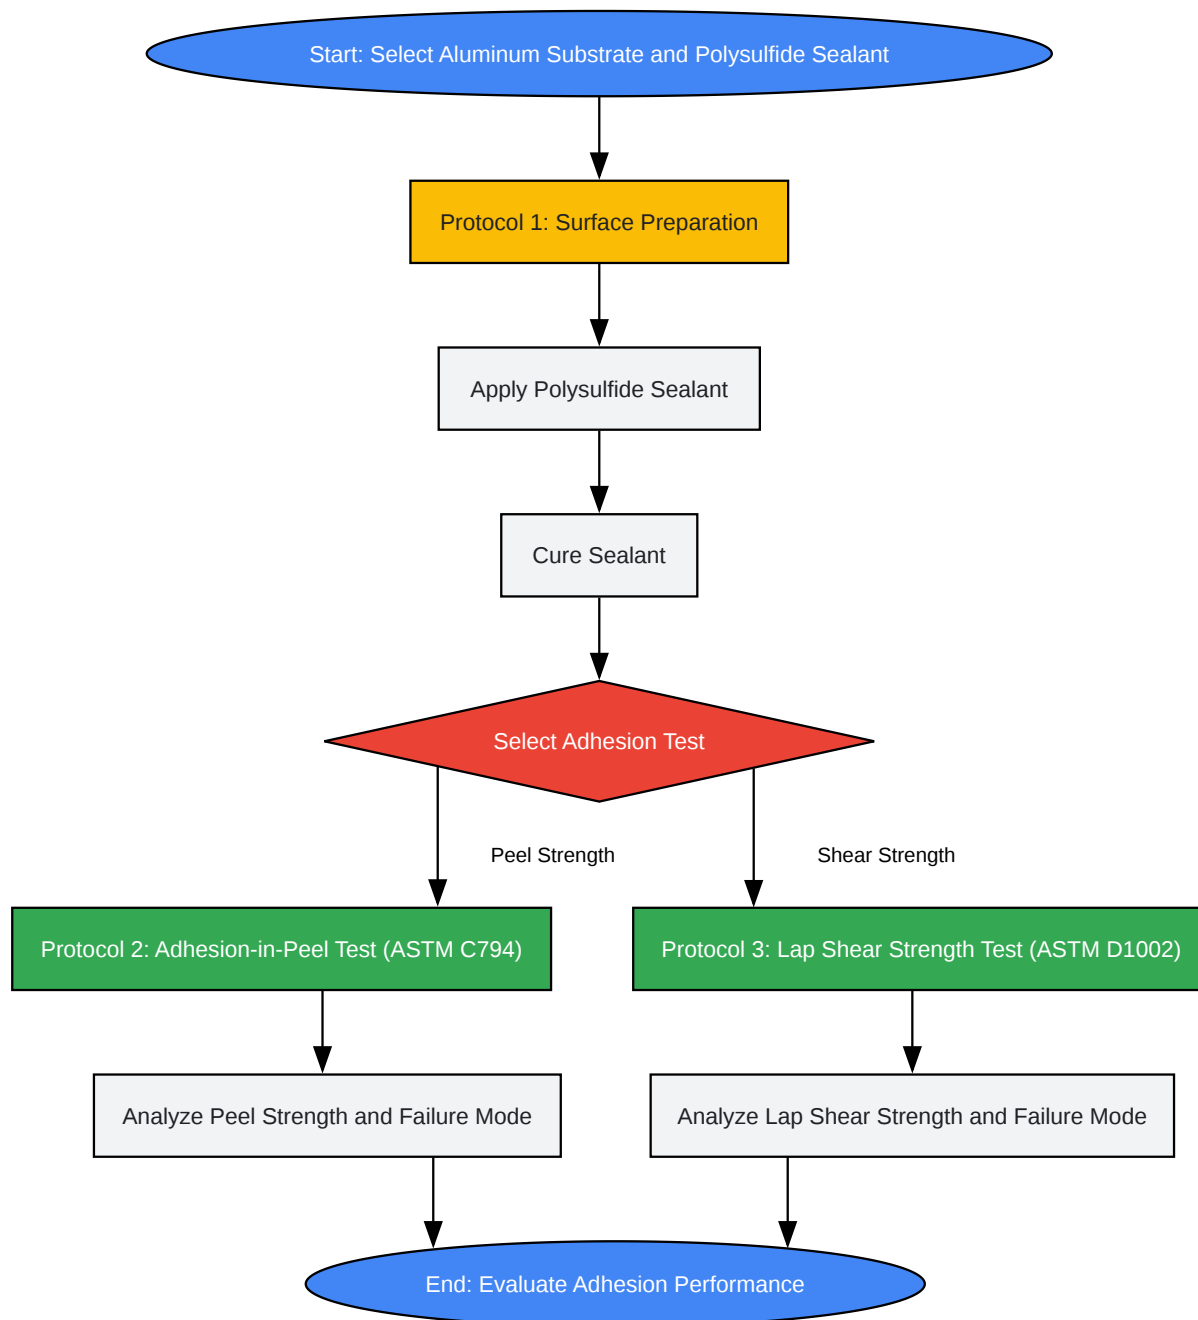 Start: Select Aluminum Substrate and Polysulfide Sealant
Protocol 1: Surface Preparation
Apply Polysulfide Sealant
Cure Sealant
Select Adhesion Test
Peel Strength
Shear Strength
Protocol 2: Adhesion-in-Peel Test (ASTM C794)
Protocol 3: Lap Shear Strength Test (ASTM D1002)
Analyze Peel Strength and Failure Mode
Analyze Lap Shear Strength and Failure Mode
End: Evaluate Adhesion Performance